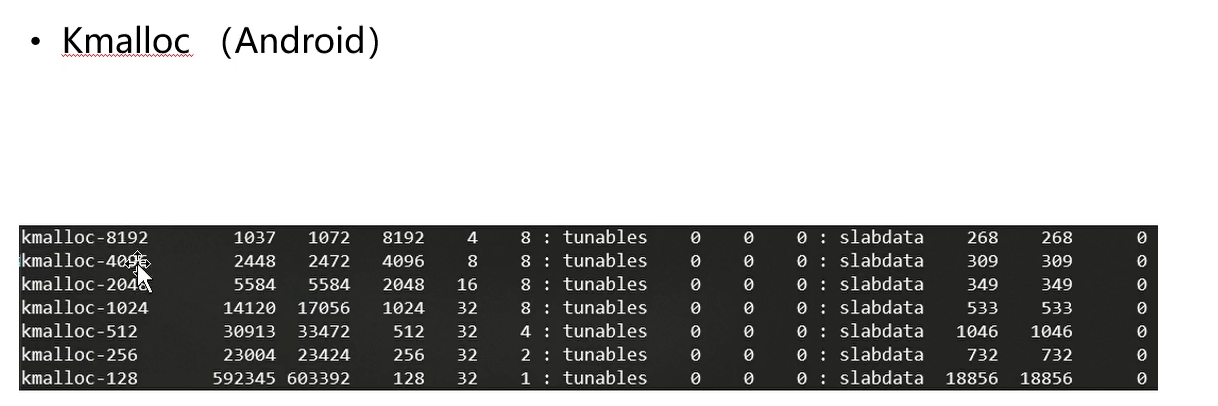 • Kmalloc （Android）
kmalloc-8192 1037 1072 8192 4 8 : tunables 0 0 0 : slabdata 268 268 0
2448 2472 4096 8 8 : tunables 0 0 0 : slabdata 309 309 0
5584 5584 2048 16 8 : tunables 0 0 0 : slabdata 349 349 0
kmalloc-1024 14120 17056 1024 32 8 : tunables 0 0 0 : slabdata 533 533 0
kmalloc-512 30913 33472 512 32 4 : tunables 0 0 0 : slabdata 1046 1046 0
kmalloc-256 23004 23424 256 32 2 : tunables 0 0 0 : slabdata 732 732 0
kmalloc-128 592345 603392 128 32 1 : tunables 0 0 0 : slabdata 18856 18856 0